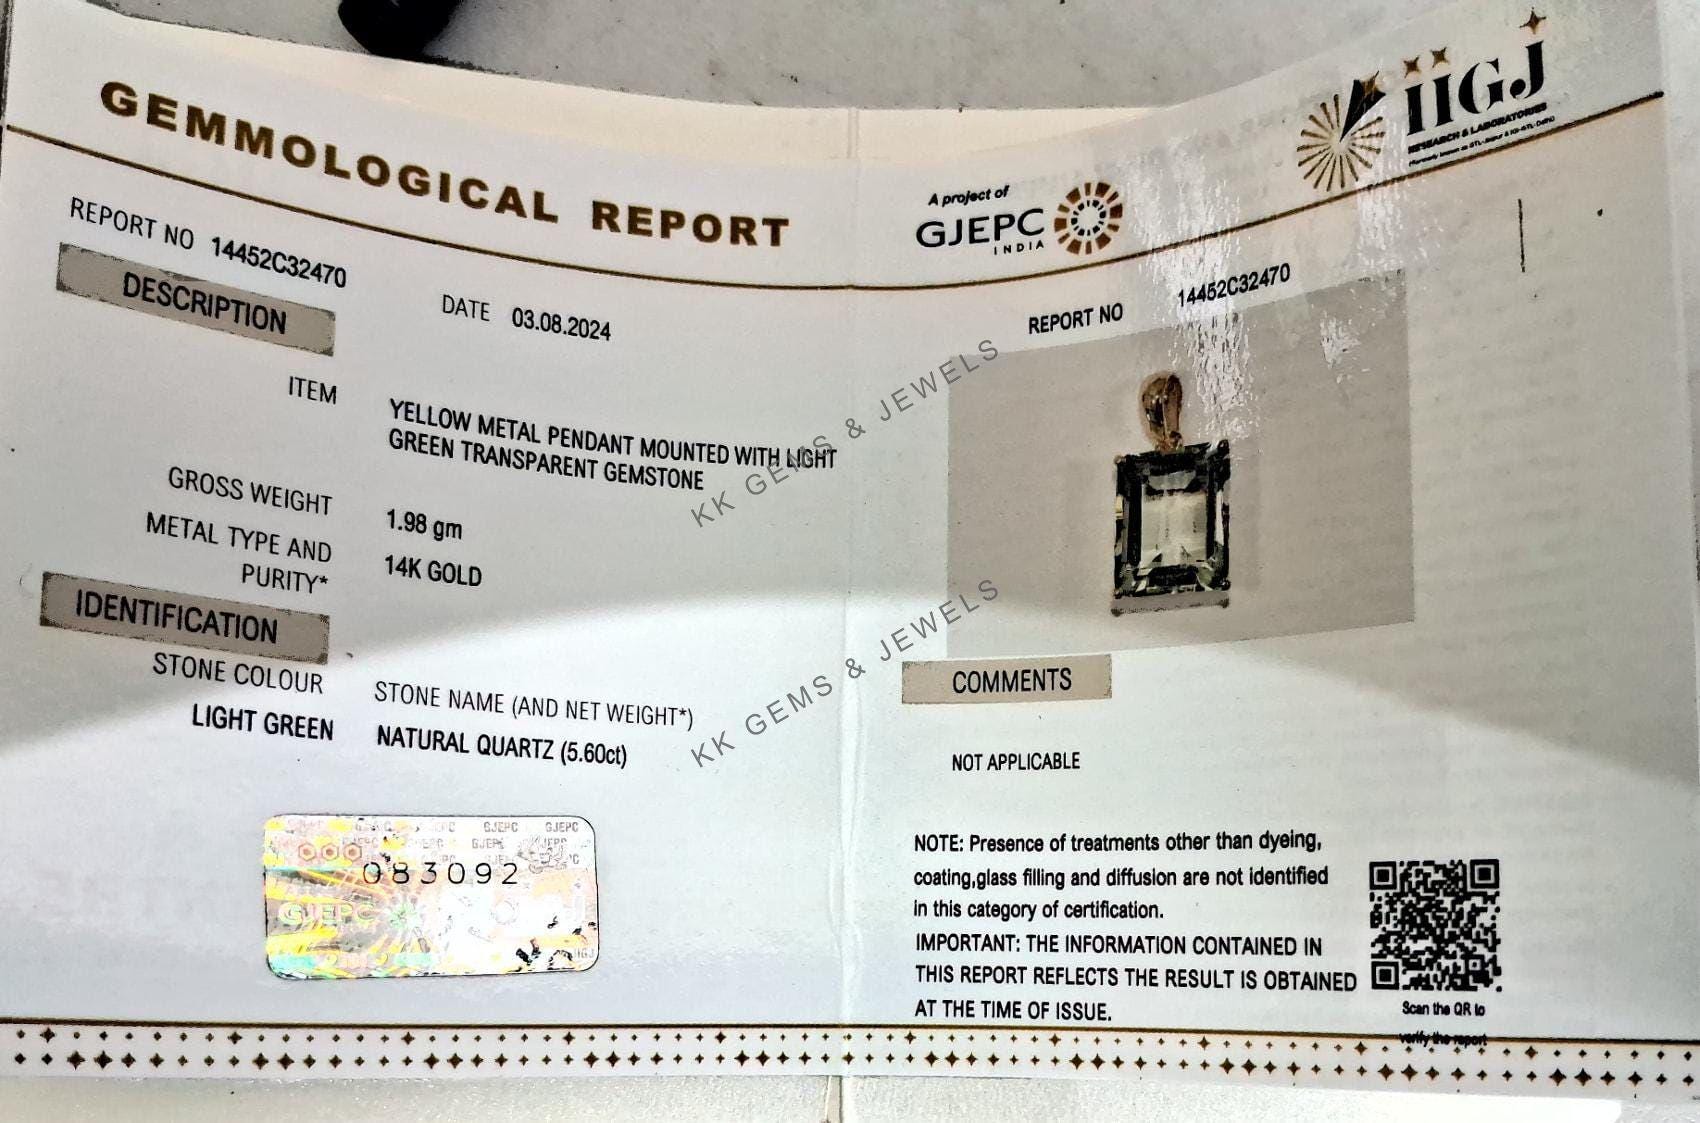 GEMMOLOGICAL REPORT
REPORT NO 14452C32470
DESCRIPTION
DATE 03.08.2024
ITEM
YELLOW METAL PENDANT MOUNTED WITH LIGHT
GREEN TRANSPARENT GEMSTONE
GROSS WEIGHT 1.98 gm
METAL TYPE AND
PURITY* 14K GOLD
IDENTIFICATION
STONE COLOUR STONE NAME (AND NET WEIGHT*)
LIGHT GREEN NATURAL QUARTZ (5.60ct)
GJEPC GJEPC
083092
GJEPC
A project of
GJEPC
INDIA
IIGJ
RESEARCH & LABORATORIES
REPORT NO 14452C32470
COMMENTS
NOT APPLICABLE
NOTE: Presence of treatments other than dyeing,
coating,glass filling and diffusion are not identified
in this category of certification.
IMPORTANT: THE INFORMATION CONTAINED IN
THIS REPORT REFLECTS THE RESULT IS OBTAINED
AT THE TIME OF ISSUE.
Scan the QR to
verify the report
KK GEMS & JEWELS
KK GEMS & JEWELS